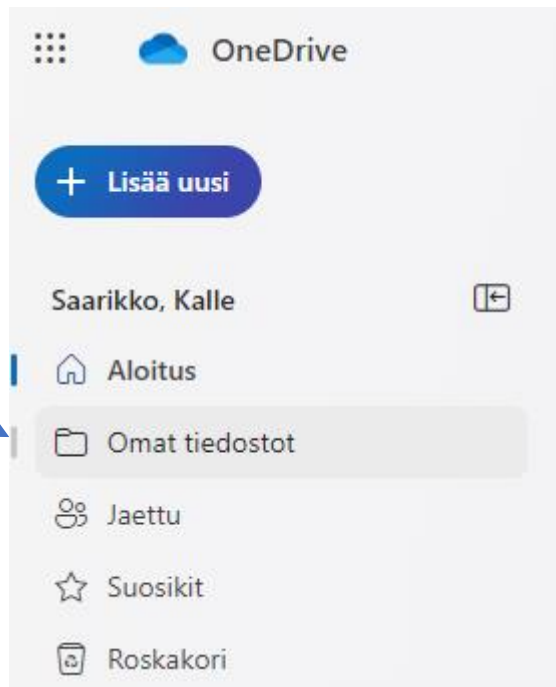 OneDrive
+ Lisää uusi
Saarikko, Kalle
Aloitus
Omat tiedostot
Jaettu
Suosikit
Roskakori